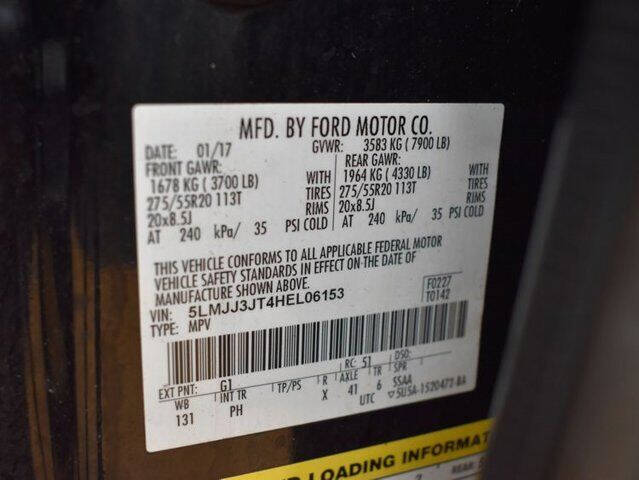 MFD. BY FORD MOTOR CO.
DATE: 01/17 GVWR: 3583 KG ( 7900 LB)
FRONT GAWR: REAR GAWR:
1678 KG ( 3700 LB) WITH 1964 KG ( 4330 LB) WITH
275/55R20 113T TIRES 275/55R20 113T TIRES
20x8.5J RIMS 20x8.5J RIMS
AT 240 kPa/ 35 PSI COLD AT 240 kPa/ 35 PSI COLD
THIS VEHICLE CONFORMS TO ALL APPLICABLE FEDERAL MOTOR
VEHICLE SAFETY STANDARDS IN EFFECT ON THE DATE OF
MANUFACTURE SHOWN ABOVE.
VIN: 5LMJJ3JT4HEL06153 F0227
TYPE: MPV T0142
EXT PNT: G1 RC: 51 DSO:
WB INT TR TP/PS R AXLE TR SPR
131 PH X 41 6 SSAA
UTC ▽5U5A-1520472-BA
LOADING INFORMAT